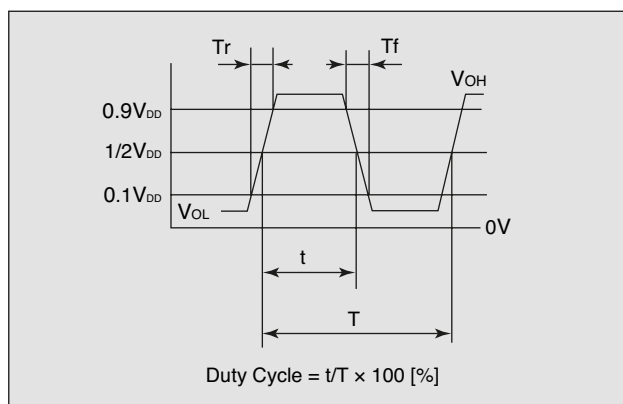 Tr
Tf
VOH
0.9VDD
1/2VDD
0.1VDD
VOL
0V
t
T
Duty Cycle = t/T × 100 [%]